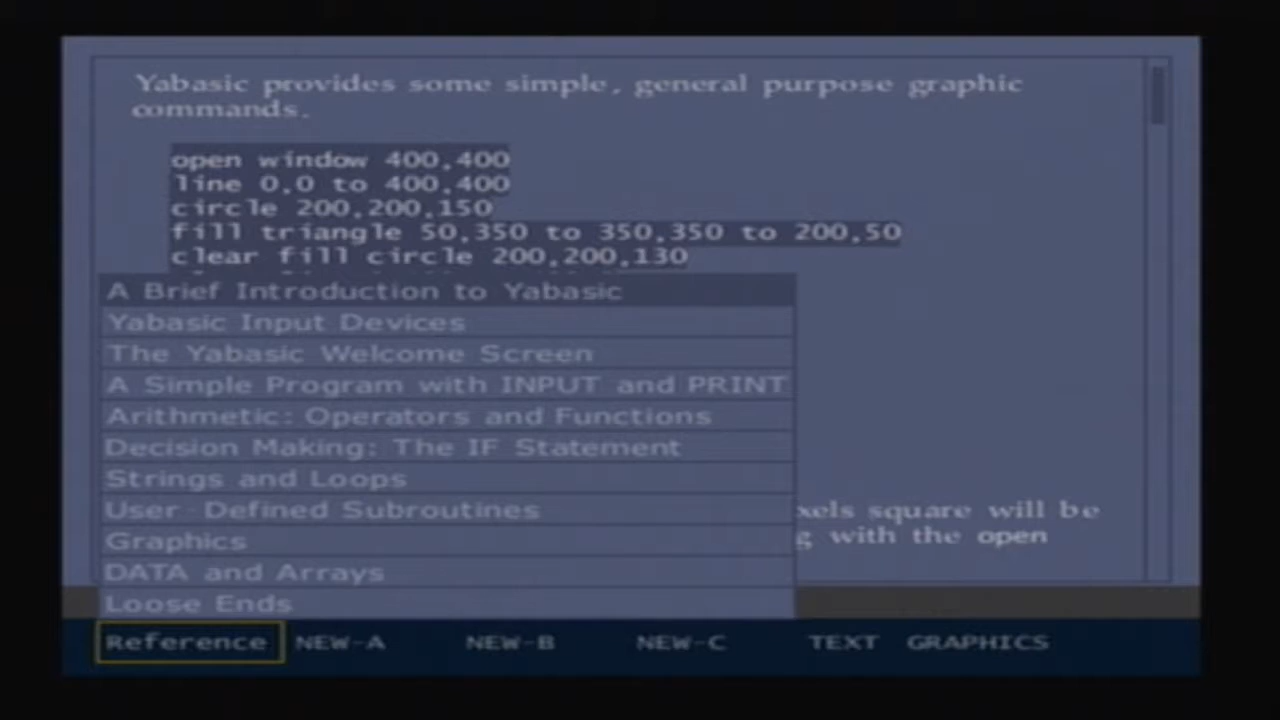 Yabasic provides some simple, general purpose graphic
commands.
open window 400,400
line 0,0 to 400,400
circle 200,200,150
fill triangle 50,350 to 350,350 to 200,50
clear fill circle 200,200,130
A Brief Introduction to Yabasic
Yabasic Input Devices
The Yabasic Welcome Screen
A Simple Program with INPUT and PRINT
Arithmetic: Operators and Functions
Decision Making: The IF Statement
Strings and Loops
User Defined Subroutines
xels square will be
Graphics
g with the open
DATA and Arrays
Loose Ends
Reference NEW-A NEW-B NEW-C TEXT GRAPHICS